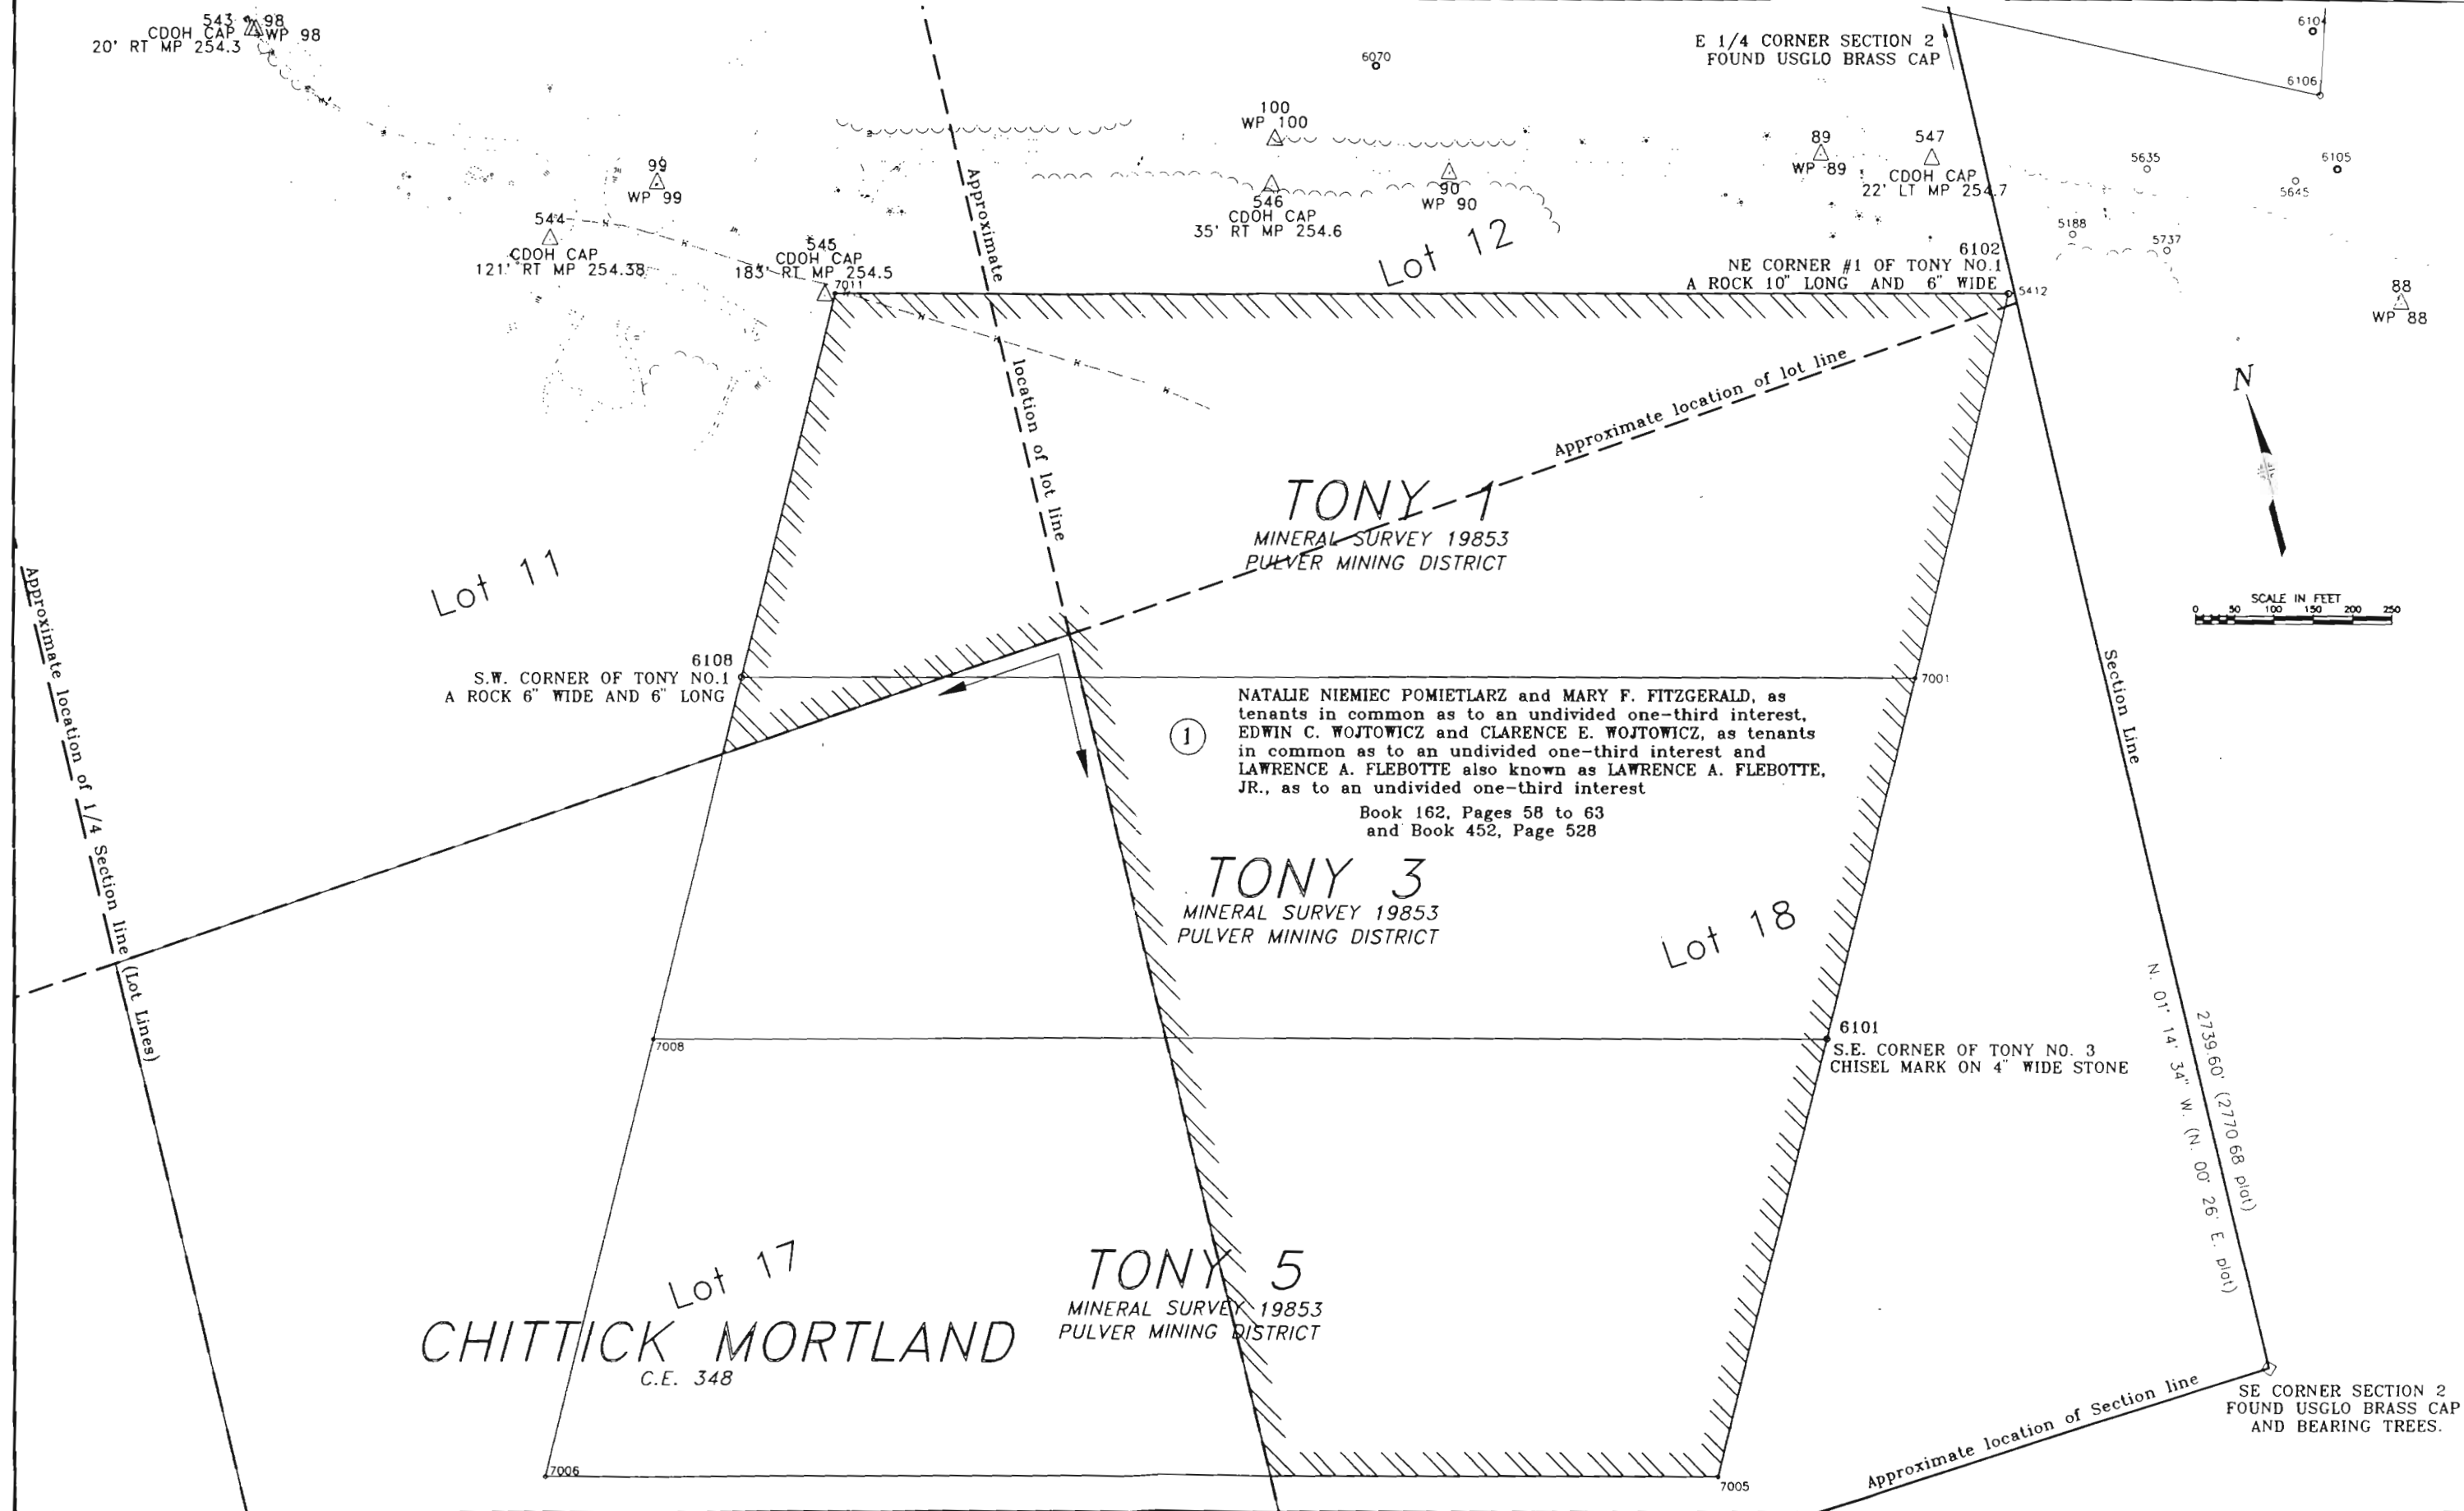 543
98
CDOH CAP
WP 98
20' RT MP 254.3
E 1/4 CORNER SECTION 2
FOUND USGLO BRASS CAP
6104
6070
6106
100
WP 100
99
WP 99
89
WP 89
547
CDOH CAP
22' LT MP 254.7
5635
6105
5645
90
WP 90
546
CDOH CAP
35' RT MP 254.6
544
CDOH CAP
121' RT MP 254.38
545
CDOH CAP
183' RT MP 254.5
7011
5188
5737
Lot 12
6102
NE CORNER #1 OF TONY NO.1
A ROCK 10" LONG AND 6" WIDE
5412
88
WP 88
Approximate location of lot line
Approximate location of lot line
N
TONY 1
MINERAL SURVEY 19853
PULVER MINING DISTRICT
Lot 11
SCALE IN FEET
0 50 100 150 200 250
Approximate location of 1/4 Section line (Lot Lines)
6108
S.W. CORNER OF TONY NO.1
A ROCK 6" WIDE AND 6" LONG
7001
Section Line
1
NATALIE NIEMIEC POMIETLARZ and MARY F. FITZGERALD, as
tenants in common as to an undivided one-third interest,
EDWIN C. WOJTOWICZ and CLARENCE E. WOJTOWICZ, as tenants
in common as to an undivided one-third interest and
LAWRENCE A. FLEBOTTE also known as LAWRENCE A. FLEBOTTE,
JR., as to an undivided one-third interest
Book 162, Pages 58 to 63
and Book 452, Page 528
TONY 3
MINERAL SURVEY 19853
PULVER MINING DISTRICT
Lot 18
7008
6101
S.E. CORNER OF TONY NO. 3
CHISEL MARK ON 4" WIDE STONE
2739.60' (2770.68 plat)
N. 01° 14' 34" W. (N. 00° 26' E. plat)
Lot 17
TONY 5
MINERAL SURVEY 19853
PULVER MINING DISTRICT
CHITTICK MORTLAND
C.E. 348
SE CORNER SECTION 2
FOUND USGLO BRASS CAP
AND BEARING TREES.
Approximate location of Section line
7006
7005